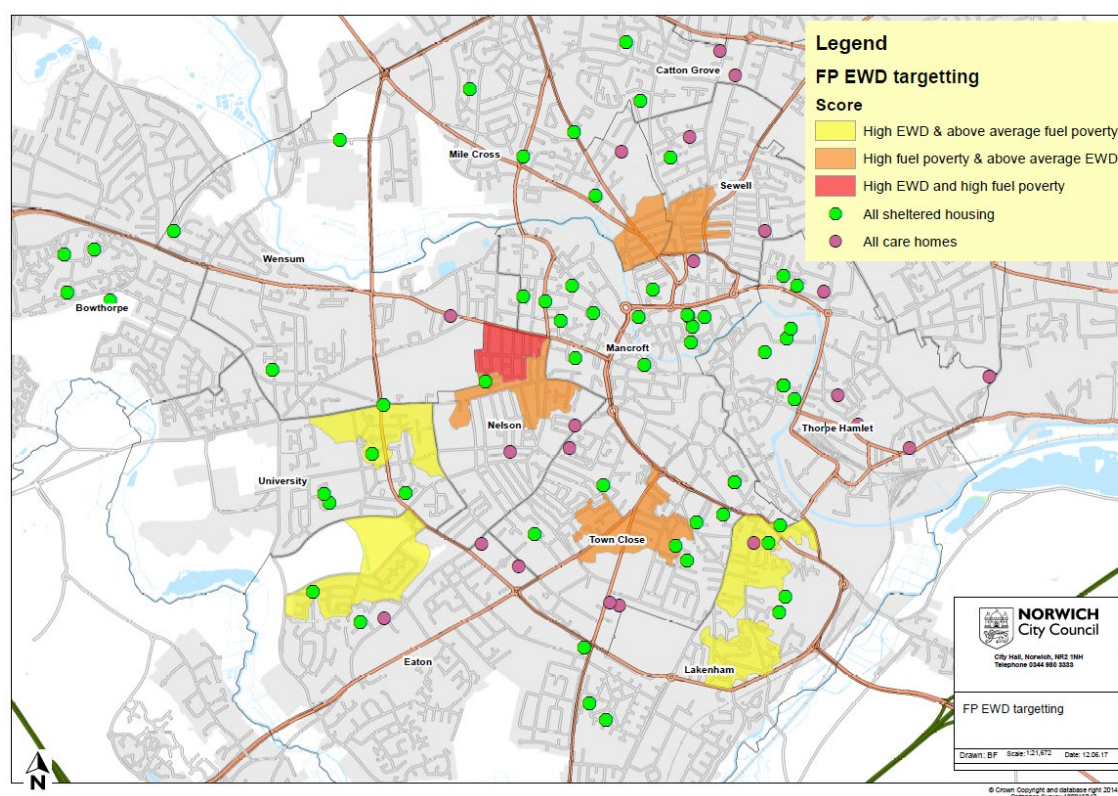 Legend
FP EWD targetting
Score
High EWD & above average fuel poverty
High fuel poverty & above average EWD
High EWD and high fuel poverty
All sheltered housing
All care homes
Catton Grove
Mile Cross
Sewell
Wensum
Bowthorpe
Mancroft
Nelson
Thorpe Hamlet
University
Town Close
Eaton
Lakenham
NORWICH
City Council
City Hall, Norwich, NR2 1NH
Telephone 0344 980 3333
FP EWD targetting
Drawn: BF Scale: 1:21,672 Date: 12.06.17
N
© Crown Copyright and database right 2014
Ordnance Survey